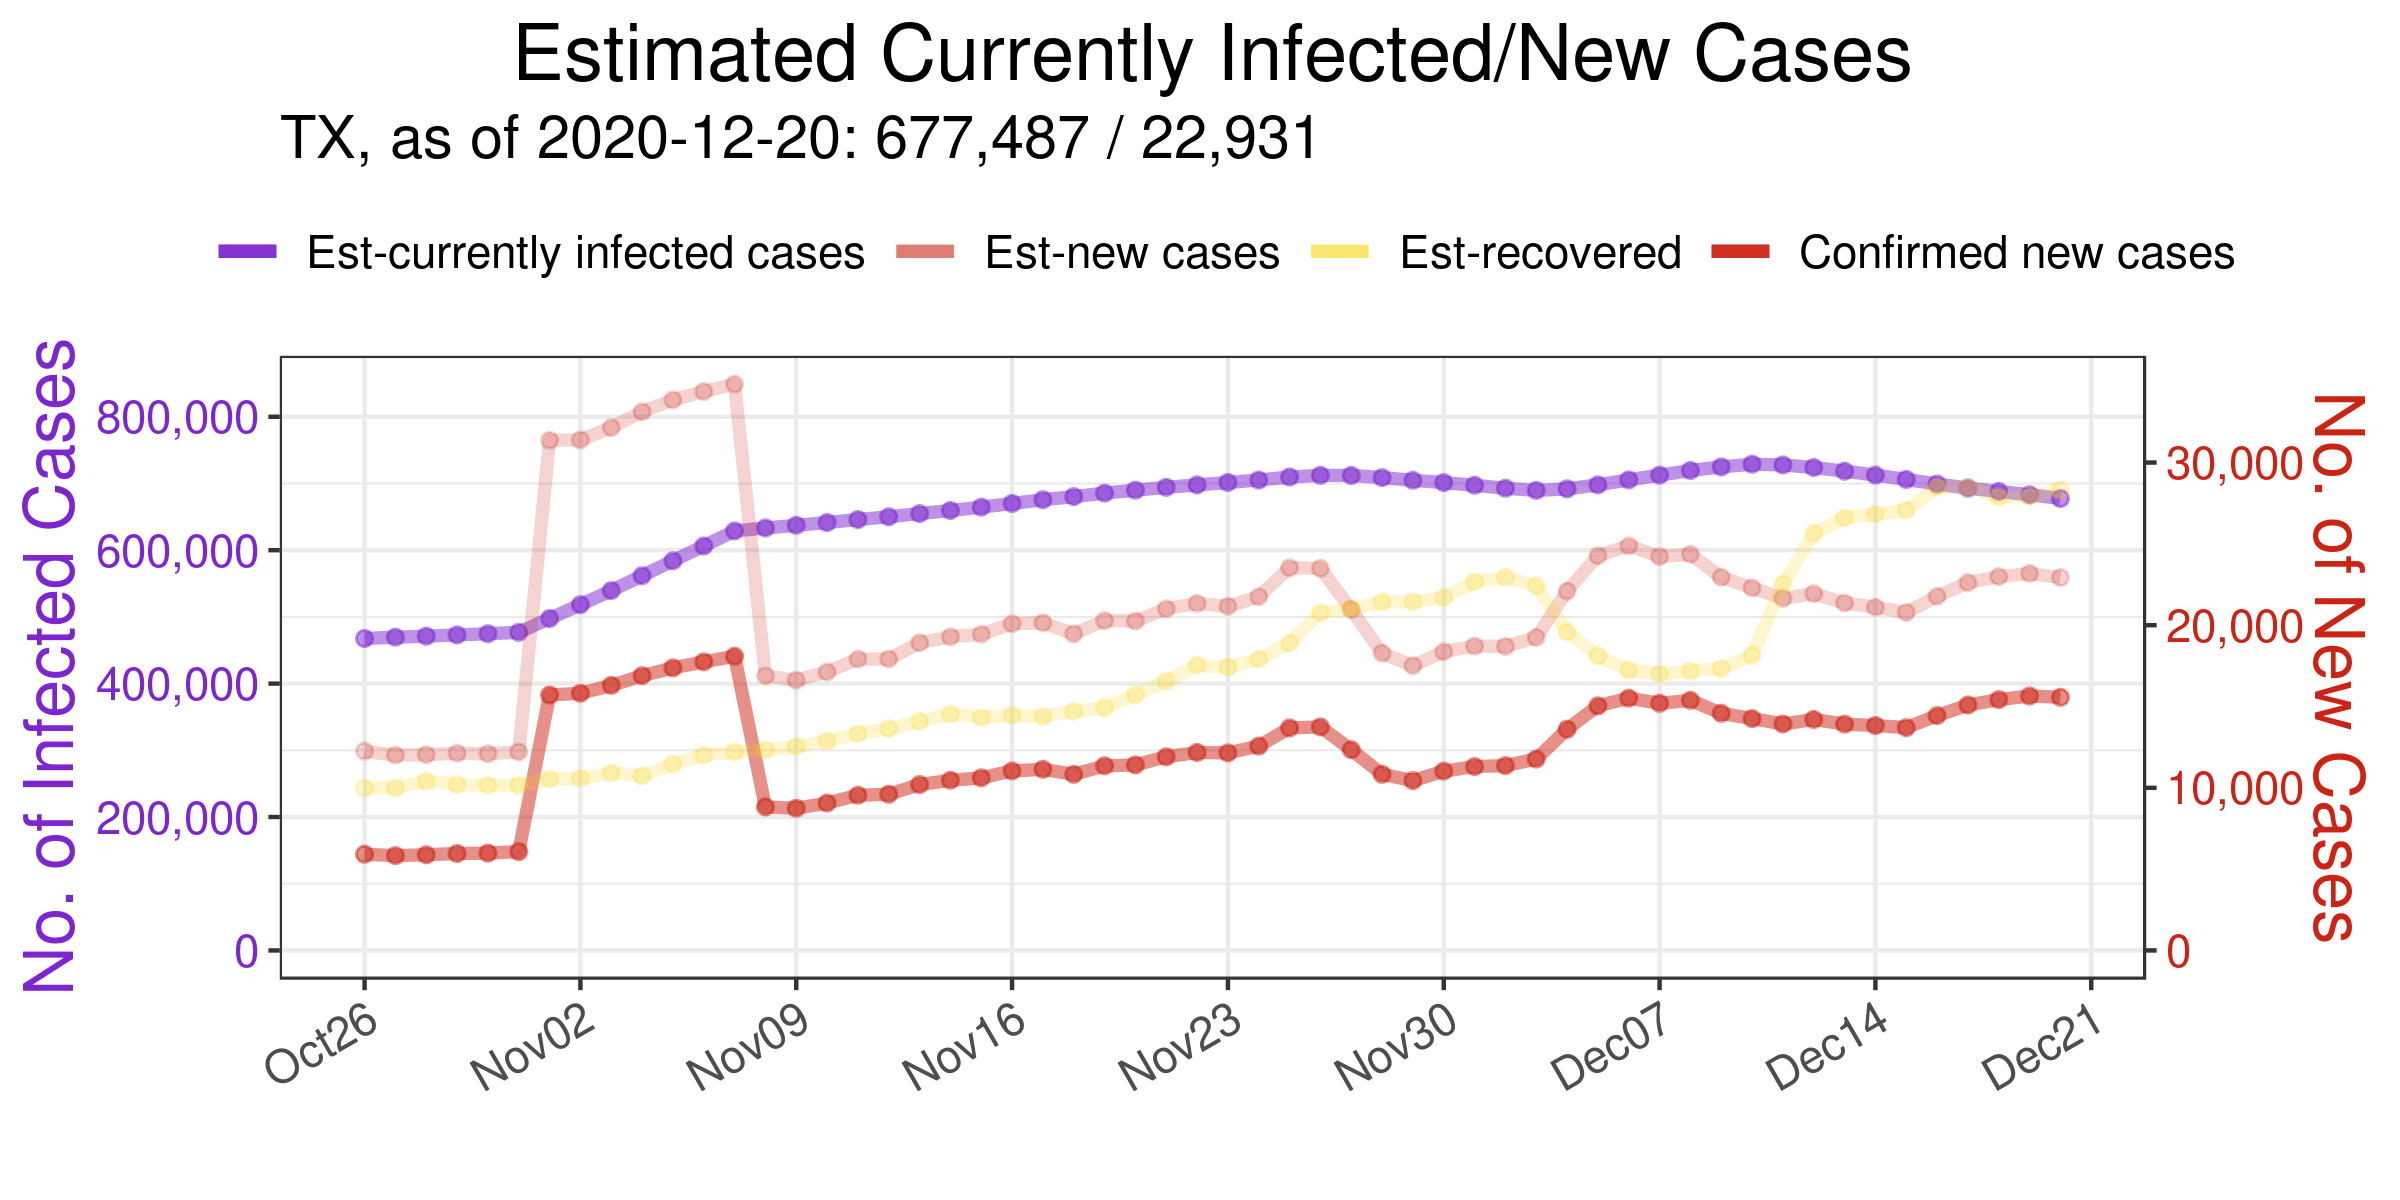 Estimated Currently Infected/New Cases
TX, as of 2020-12-20: 677,487 / 22,931
Est-currently infected cases Est-new cases Est-recovered Confirmed new cases
No. of Infected Cases
800,000
600,000
400,000
200,000
0
30,000
20,000
10,000
0
No. of New Cases
Oct26 Nov02 Nov09 Nov16 Nov23 Nov30 Dec07 Dec14 Dec21